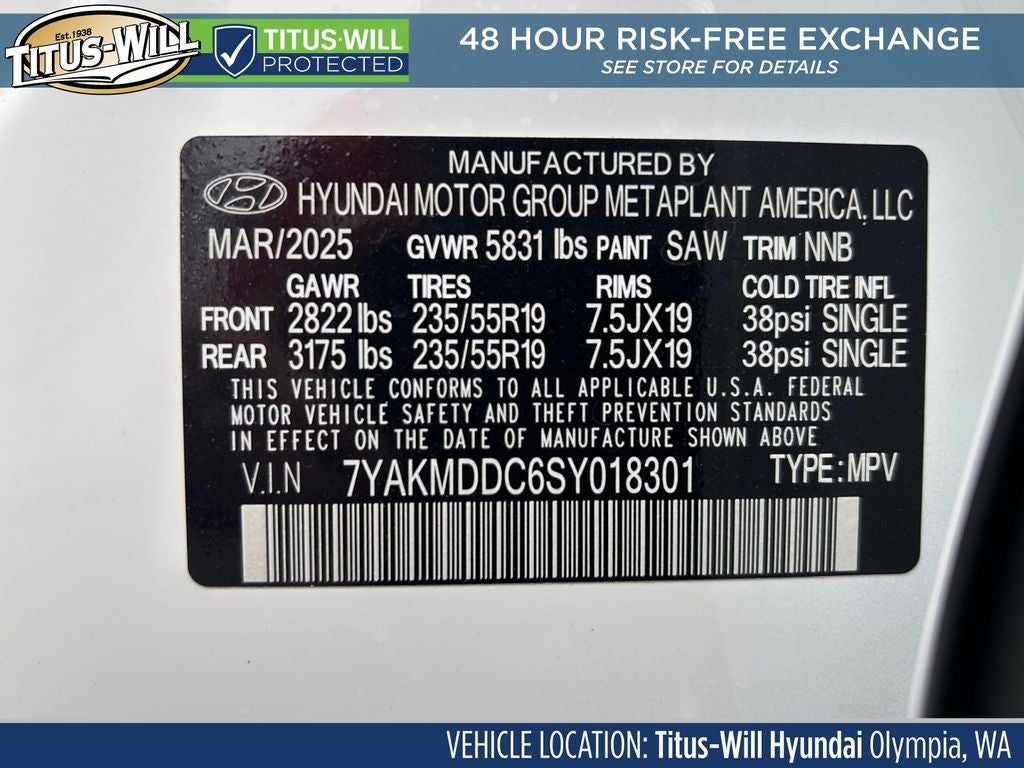 Est. 1938
TITUS-WILL
TITUS-WILL
PROTECTED
48 HOUR RISK-FREE EXCHANGE
SEE STORE FOR DETAILS
MANUFACTURED BY
HYUNDAI MOTOR GROUP METAPLANT AMERICA, LLC
MAR/2025 GVWR 5831 lbs PAINT SAW TRIM NNB
GAWR TIRES RIMS COLD TIRE INFL
FRONT 2822 lbs 235/55R19 7.5JX19 38psi SINGLE
REAR 3175 lbs 235/55R19 7.5JX19 38psi SINGLE
THIS VEHICLE CONFORMS TO ALL APPLICABLE U.S.A. FEDERAL
MOTOR VEHICLE SAFETY AND THEFT PREVENTION STANDARDS
IN EFFECT ON THE DATE OF MANUFACTURE SHOWN ABOVE
V.I.N 7YAKMDDC6SY018301 TYPE:MPV
VEHICLE LOCATION: Titus-Will Hyundai Olympia, WA